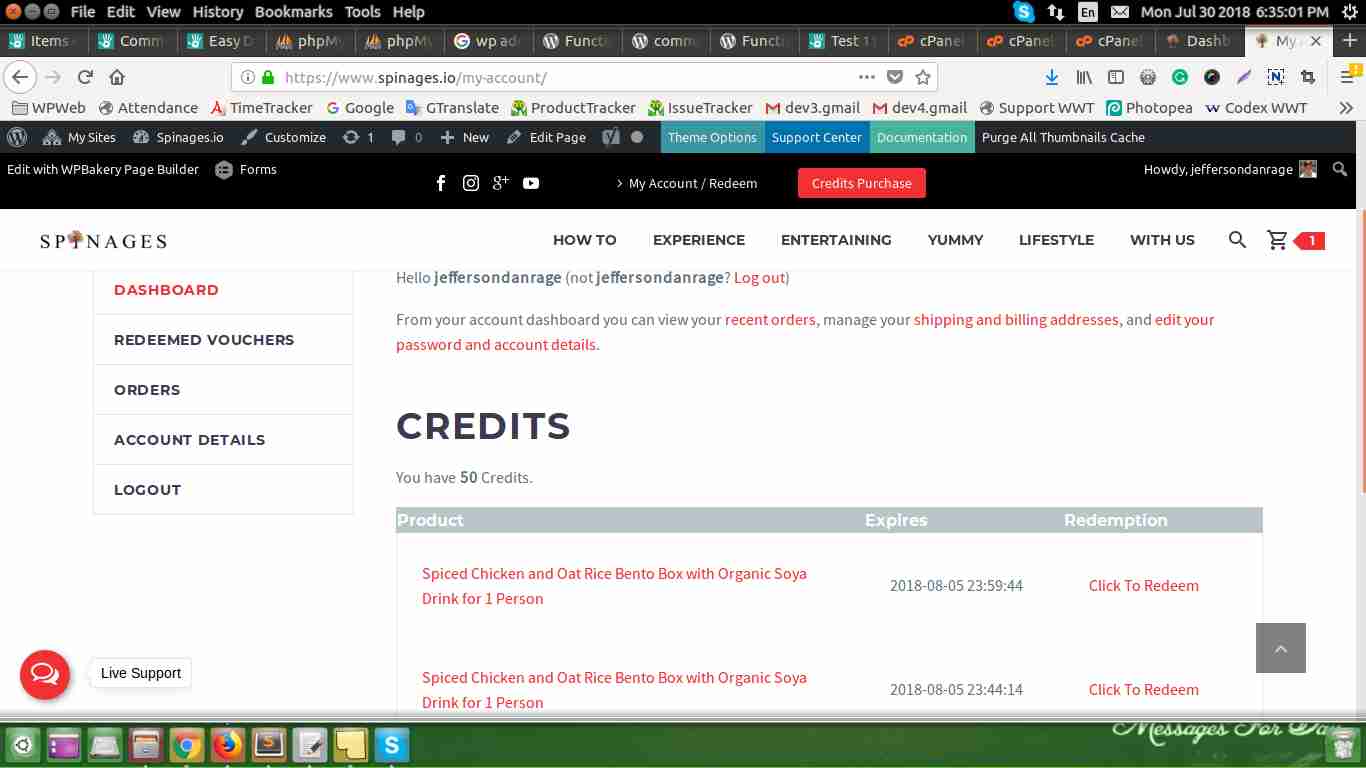 File Edit View History Bookmarks Tools Help
En
Mon Jul 30 2018 6:35:01 PM
Items Comm Easy D phpMy phpMy wp ad Functi comm Functi Test 1 cPanel cPanel cPanel Dashb My A
https://www.spinages.io/my-account/
WPWeb Attendance TimeTracker Google GTranslate ProductTracker IssueTracker dev3.gmail dev4.gmail Support WWT Photopea Codex WWT
My Sites Spinages.io Customize 1 0 New Edit Page Theme Options Support Center Documentation Purge All Thumbnails Cache
Edit with WPBakery Page Builder Forms
Howdy, jeffersondanrage
My Account / Redeem
Credits Purchase
SPINAGES
HOW TO EXPERIENCE ENTERTAINING YUMMY LIFESTYLE WITH US 1
DASHBOARD
REDEEMED VOUCHERS
ORDERS
ACCOUNT DETAILS
LOGOUT
Hello jeffersondanrage (not jeffersondanrage? Log out)
From your account dashboard you can view your recent orders, manage your shipping and billing addresses, and edit your
password and account details.
CREDITS
You have 50 Credits.
Product Expires Redemption
Spiced Chicken and Oat Rice Bento Box with Organic Soya
Drink for 1 Person
2018-08-05 23:59:44
Click To Redeem
Spiced Chicken and Oat Rice Bento Box with Organic Soya
Drink for 1 Person
2018-08-05 23:44:14
Click To Redeem
Live Support
Messages For Day